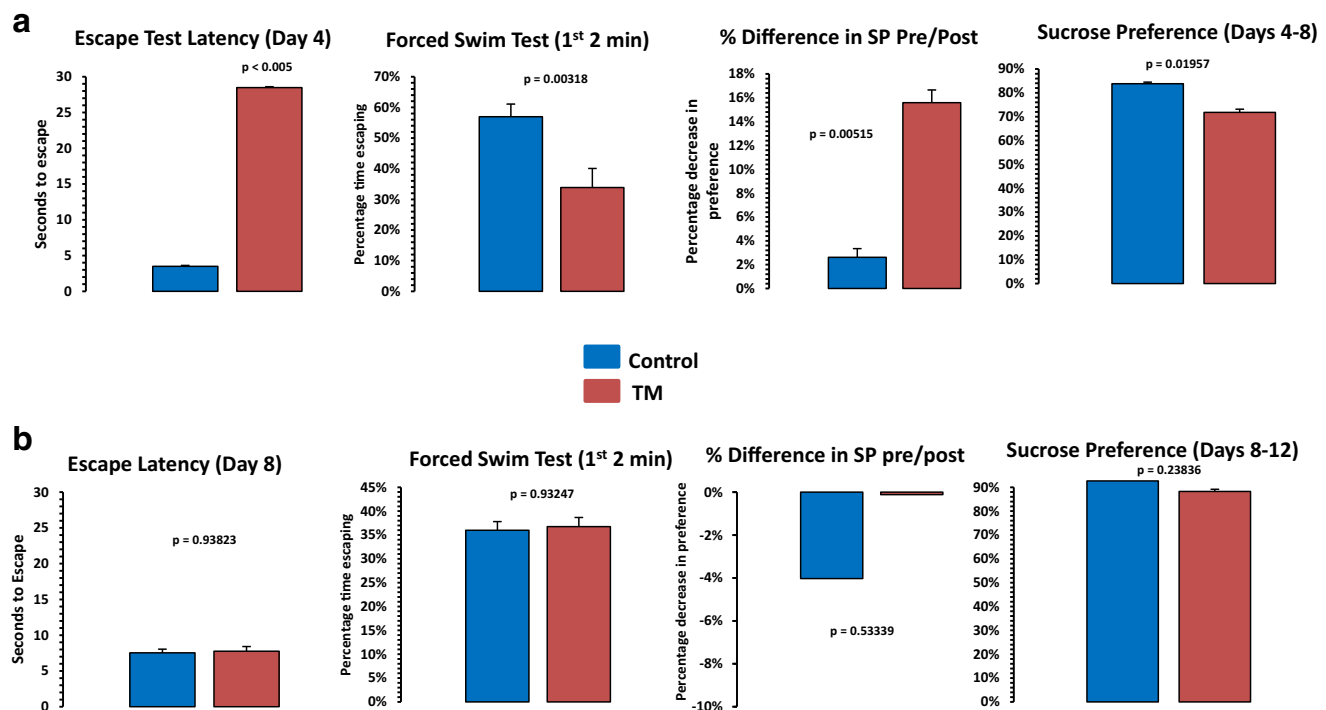 a
Escape Test Latency (Day 4)
p < 0.005
Seconds to escape
30
25
20
15
10
5
0
Forced Swim Test (1st 2 min)
p = 0.00318
Percentage time escaping
70%
60%
50%
40%
30%
20%
10%
0%
% Difference in SP Pre/Post
p = 0.00515
Percentage decrease in
preference
18%
16%
14%
12%
10%
8%
6%
4%
2%
0%
Sucrose Preference (Days 4-8)
p = 0.01957
90%
80%
70%
60%
50%
40%
30%
20%
10%
0%
Control
TM
b
Escape Latency (Day 8)
p = 0.93823
Seconds to Escape
30
25
20
15
10
5
0
Forced Swim Test (1st 2 min)
p = 0.93247
Percentage time escaping
45%
40%
35%
30%
25%
20%
15%
10%
5%
0%
% Difference in SP pre/post
p = 0.53339
Percentage decrease in preference
0%
-2%
-4%
-6%
-8%
-10%
Sucrose Preference (Days 8-12)
p = 0.23836
90%
80%
70%
60%
50%
40%
30%
20%
10%
0%